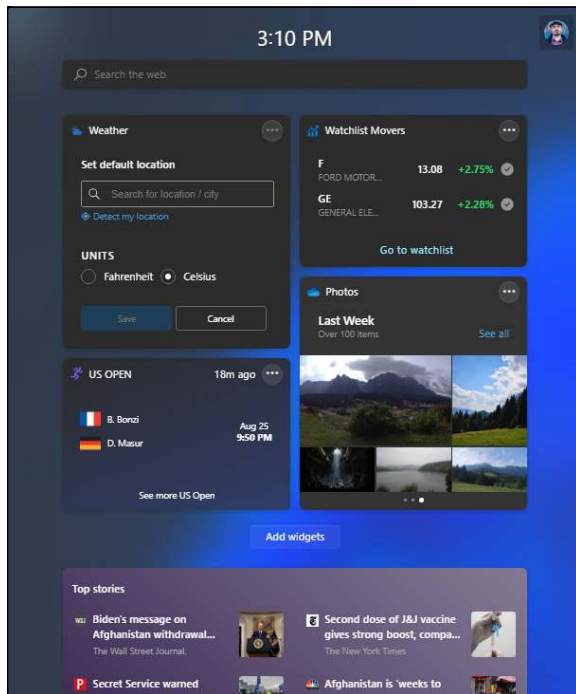 3:10 PM
Search the web
Weather
Set default location
Search for location / city
Detect my location
UNITS
Fahrenheit
Celsius
Save
Cancel
Watchlist Movers
F
FORD MOTOR...
13.08
+2.75%
GE
GENERAL ELE...
103.27
+2.28%
Go to watchlist
Photos
Last Week
Over 100 items
See all
US OPEN
18m ago
B. Bonzi
D. Masur
Aug 25
9:50 PM
See more US Open
Add widgets
Top stories
WSJ
Biden's message on
Afghanistan withdrawal...
The Wall Street Journal.
Second dose of J&J vaccine
gives strong boost, compa...
The New York Times
P
Secret Service warned
Afghanistan is 'weeks to